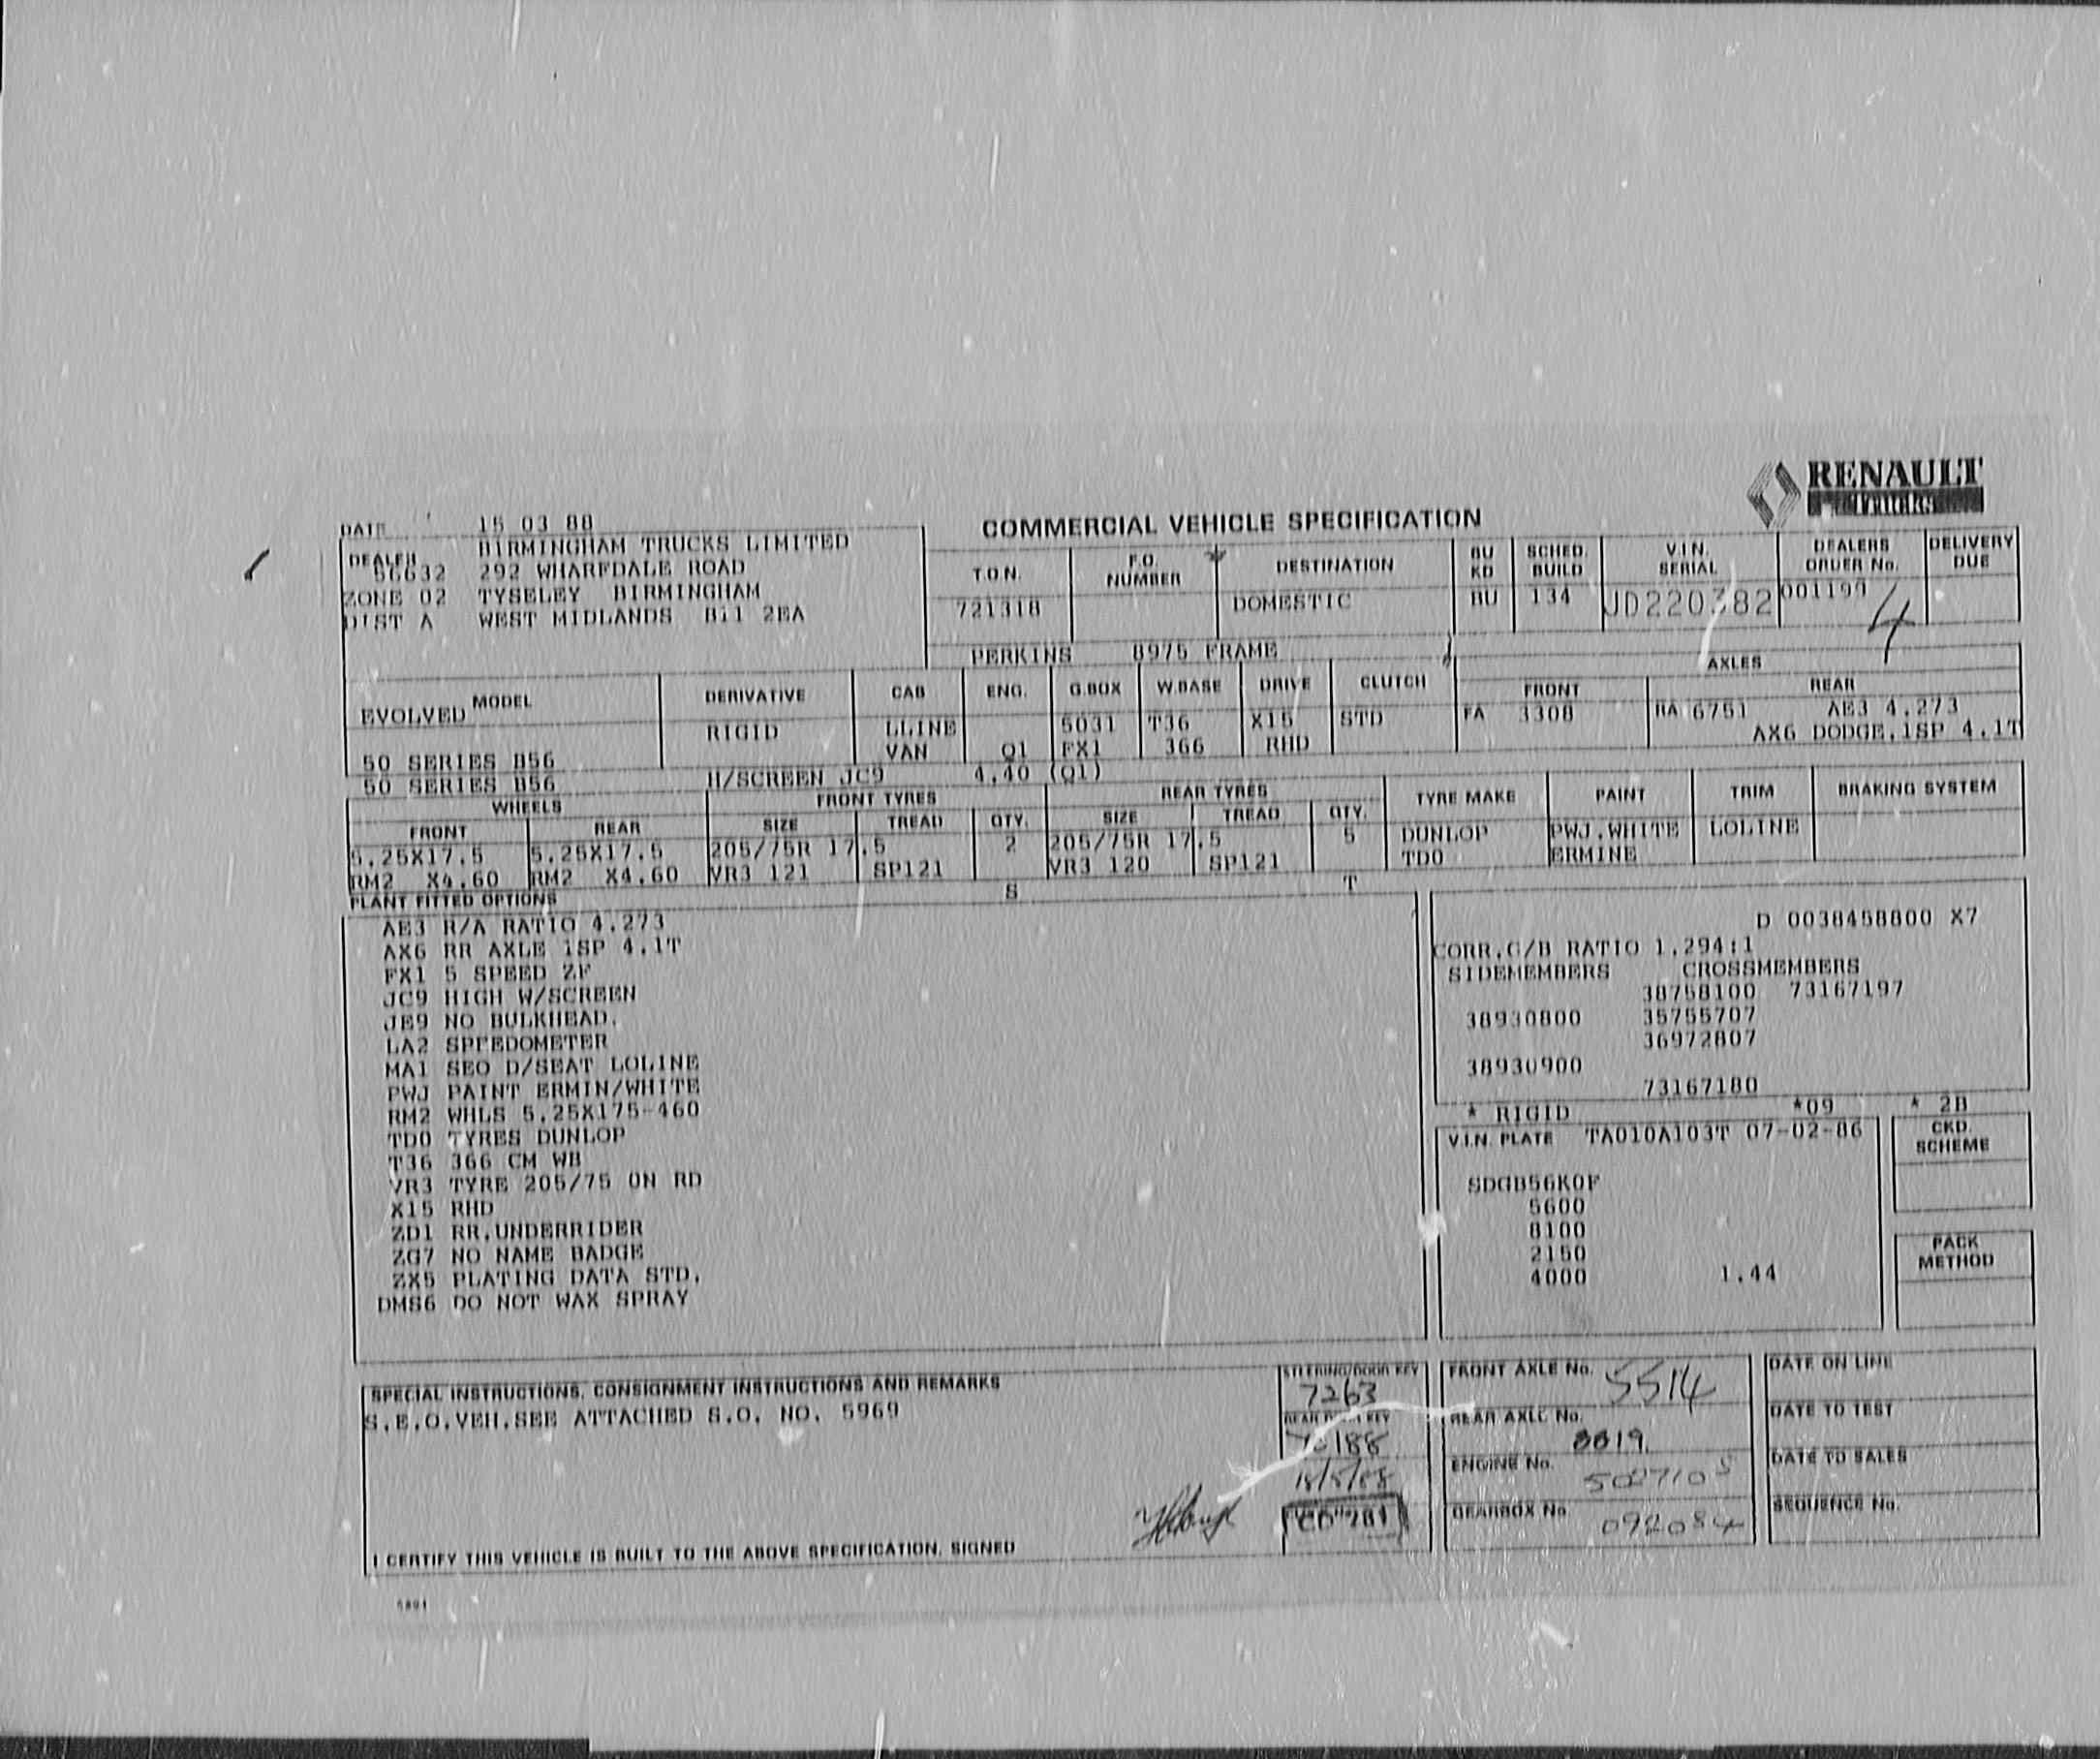 RENAULT
TRUCKS
COMMERCIAL VEHICLE SPECIFICATION
DATE 15 03 88
DEALER BIRMINGHAM TRUCKS LIMITED
56632 292 WHARFDALE ROAD
ZONE 02 TYSELEY BIRMINGHAM
DIST A WEST MIDLANDS B11 2EA
T.O.N. F.O. NUMBER DESTINATION BU KD SCHED. BUILD V.I.N. SERIAL DEALERS ORDER No. DELIVERY DUE
721318 DOMESTIC BU 134 JD220382 001199 4
PERKINS 8975 FRAME
AXLES
MODEL DERIVATIVE CAB ENG. G.BOX W.BASE DRIVE CLUTCH FRONT REAR
EVOLVED RIGID LLINE 5031 T36 X15 STD FA 3308 RA 6751 AE3 4.273
50 SERIES B56 VAN Q1 FX1 366 RHD AX6 DODGE,1SP 4.1T
50 SERIES B56 H/SCREEN JC9 4.40 (Q1)
WHEELS FRONT TYRES REAR TYRES TYRE MAKE PAINT TRIM BRAKING SYSTEM
FRONT REAR SIZE TREAD QTY. SIZE TREAD QTY.
5.25X17.5 5.25X17.5 205/75R 17.5 2 205/75R 17.5 5 DUNLOP PWJ.WHITE LOLINE
RM2 X4.60 RM2 X4.60 VR3 121 SP121 VR3 120 SP121 TD0 ERMINE
S T
PLANT FITTED OPTIONS
AE3 R/A RATIO 4.273
AX6 RR AXLE 1SP 4.1T
FX1 5 SPEED ZF
JC9 HIGH W/SCREEN
JE9 NO BULKHEAD.
LA2 SPEEDOMETER
MA1 SEO D/SEAT LOLINE
PWJ PAINT ERMIN/WHITE
RM2 WHLS 5.25X175-460
TD0 TYRES DUNLOP
T36 366 CM WB
VR3 TYRE 205/75 ON RD
X15 RHD
ZD1 RR.UNDERRIDER
ZG7 NO NAME BADGE
ZX5 PLATING DATA STD.
DMS6 DO NOT WAX SPRAY
D 0038458800 X7
CORR.G/B RATIO 1.294:1
SIDEMEMBERS CROSSMEMBERS
38758100 73167197
38930800 35755707
36972807
38930900
73167180
* RIGID *09 * 2B
V.I.N. PLATE TA010A103T 07-02-86
SDGB56K0F
5600
8100
2150
4000 1.44
CKD. SCHEME
PACK METHOD
SPECIAL INSTRUCTIONS, CONSIGNMENT INSTRUCTIONS AND REMARKS
S.E.O.VEH.SEE ATTACHED S.O. NO. 5969
I CERTIFY THIS VEHICLE IS BUILT TO THE ABOVE SPECIFICATION. SIGNED
STEERING/DOOR KEY
7263
REAR DOOR KEY
FRONT AXLE No. 5514
REAR AXLE No. 8819
ENGINE No.
GEARBOX No. 092084
DATE ON LINE
DATE TO TEST
DATE TO SALES
SEQUENCE No.